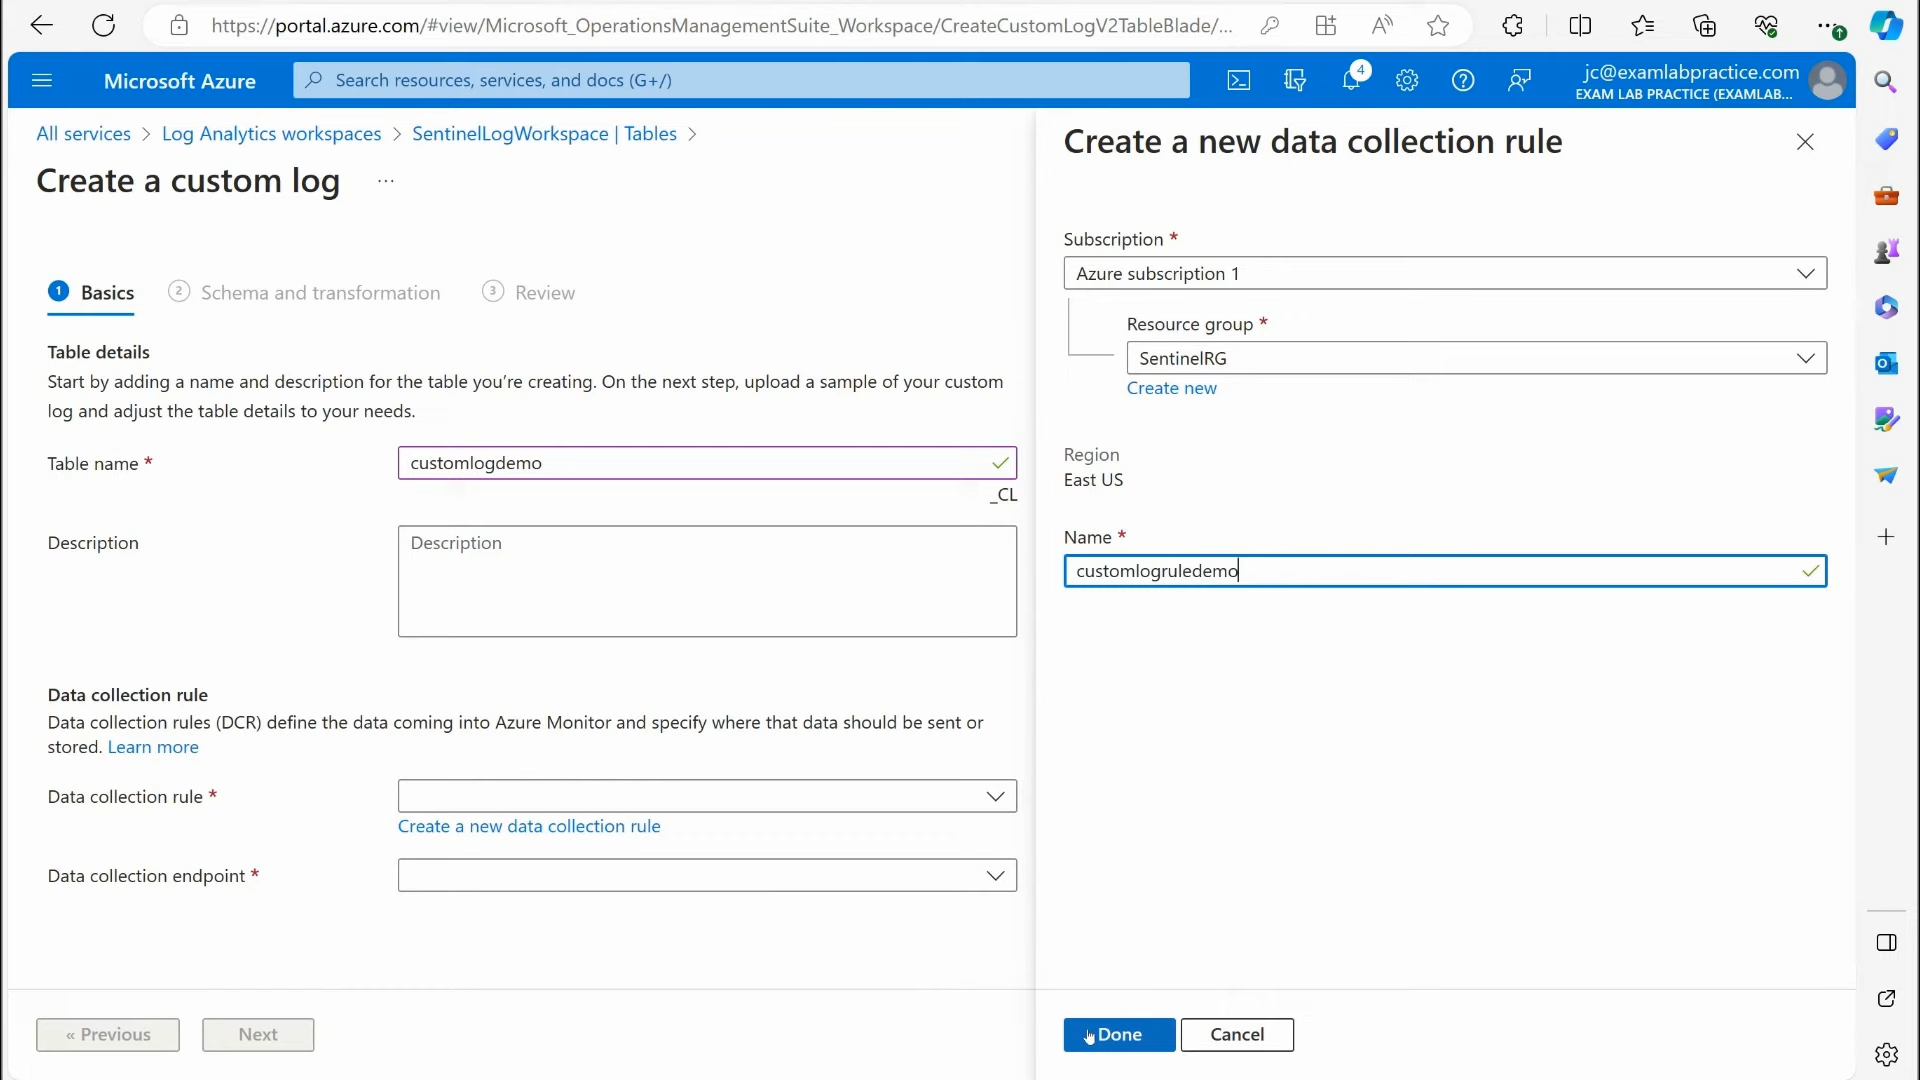 https://portal.azure.com/#view/Microsoft_OperationsManagementSuite_Workspace/CreateCustomLogV2TableBlade/...
Microsoft Azure
Search resources, services, and docs (G+/)
4
jc@examlabpractice.com
EXAM LAB PRACTICE (EXAMLAB...
All services > Log Analytics workspaces > SentinelLogWorkspace | Tables >
Create a custom log ...
1 Basics
2 Schema and transformation
3 Review
Table details
Start by adding a name and description for the table you're creating. On the next step, upload a sample of your custom
log and adjust the table details to your needs.
Table name *
customlogdemo
_CL
Description
Description
Data collection rule
Data collection rules (DCR) define the data coming into Azure Monitor and specify where that data should be sent or
stored. Learn more
Data collection rule *
Create a new data collection rule
Data collection endpoint *
« Previous
Next
Create a new data collection rule
Subscription *
Azure subscription 1
Resource group *
SentinelRG
Create new
Region
East US
Name *
customlogruledemo
Done
Cancel